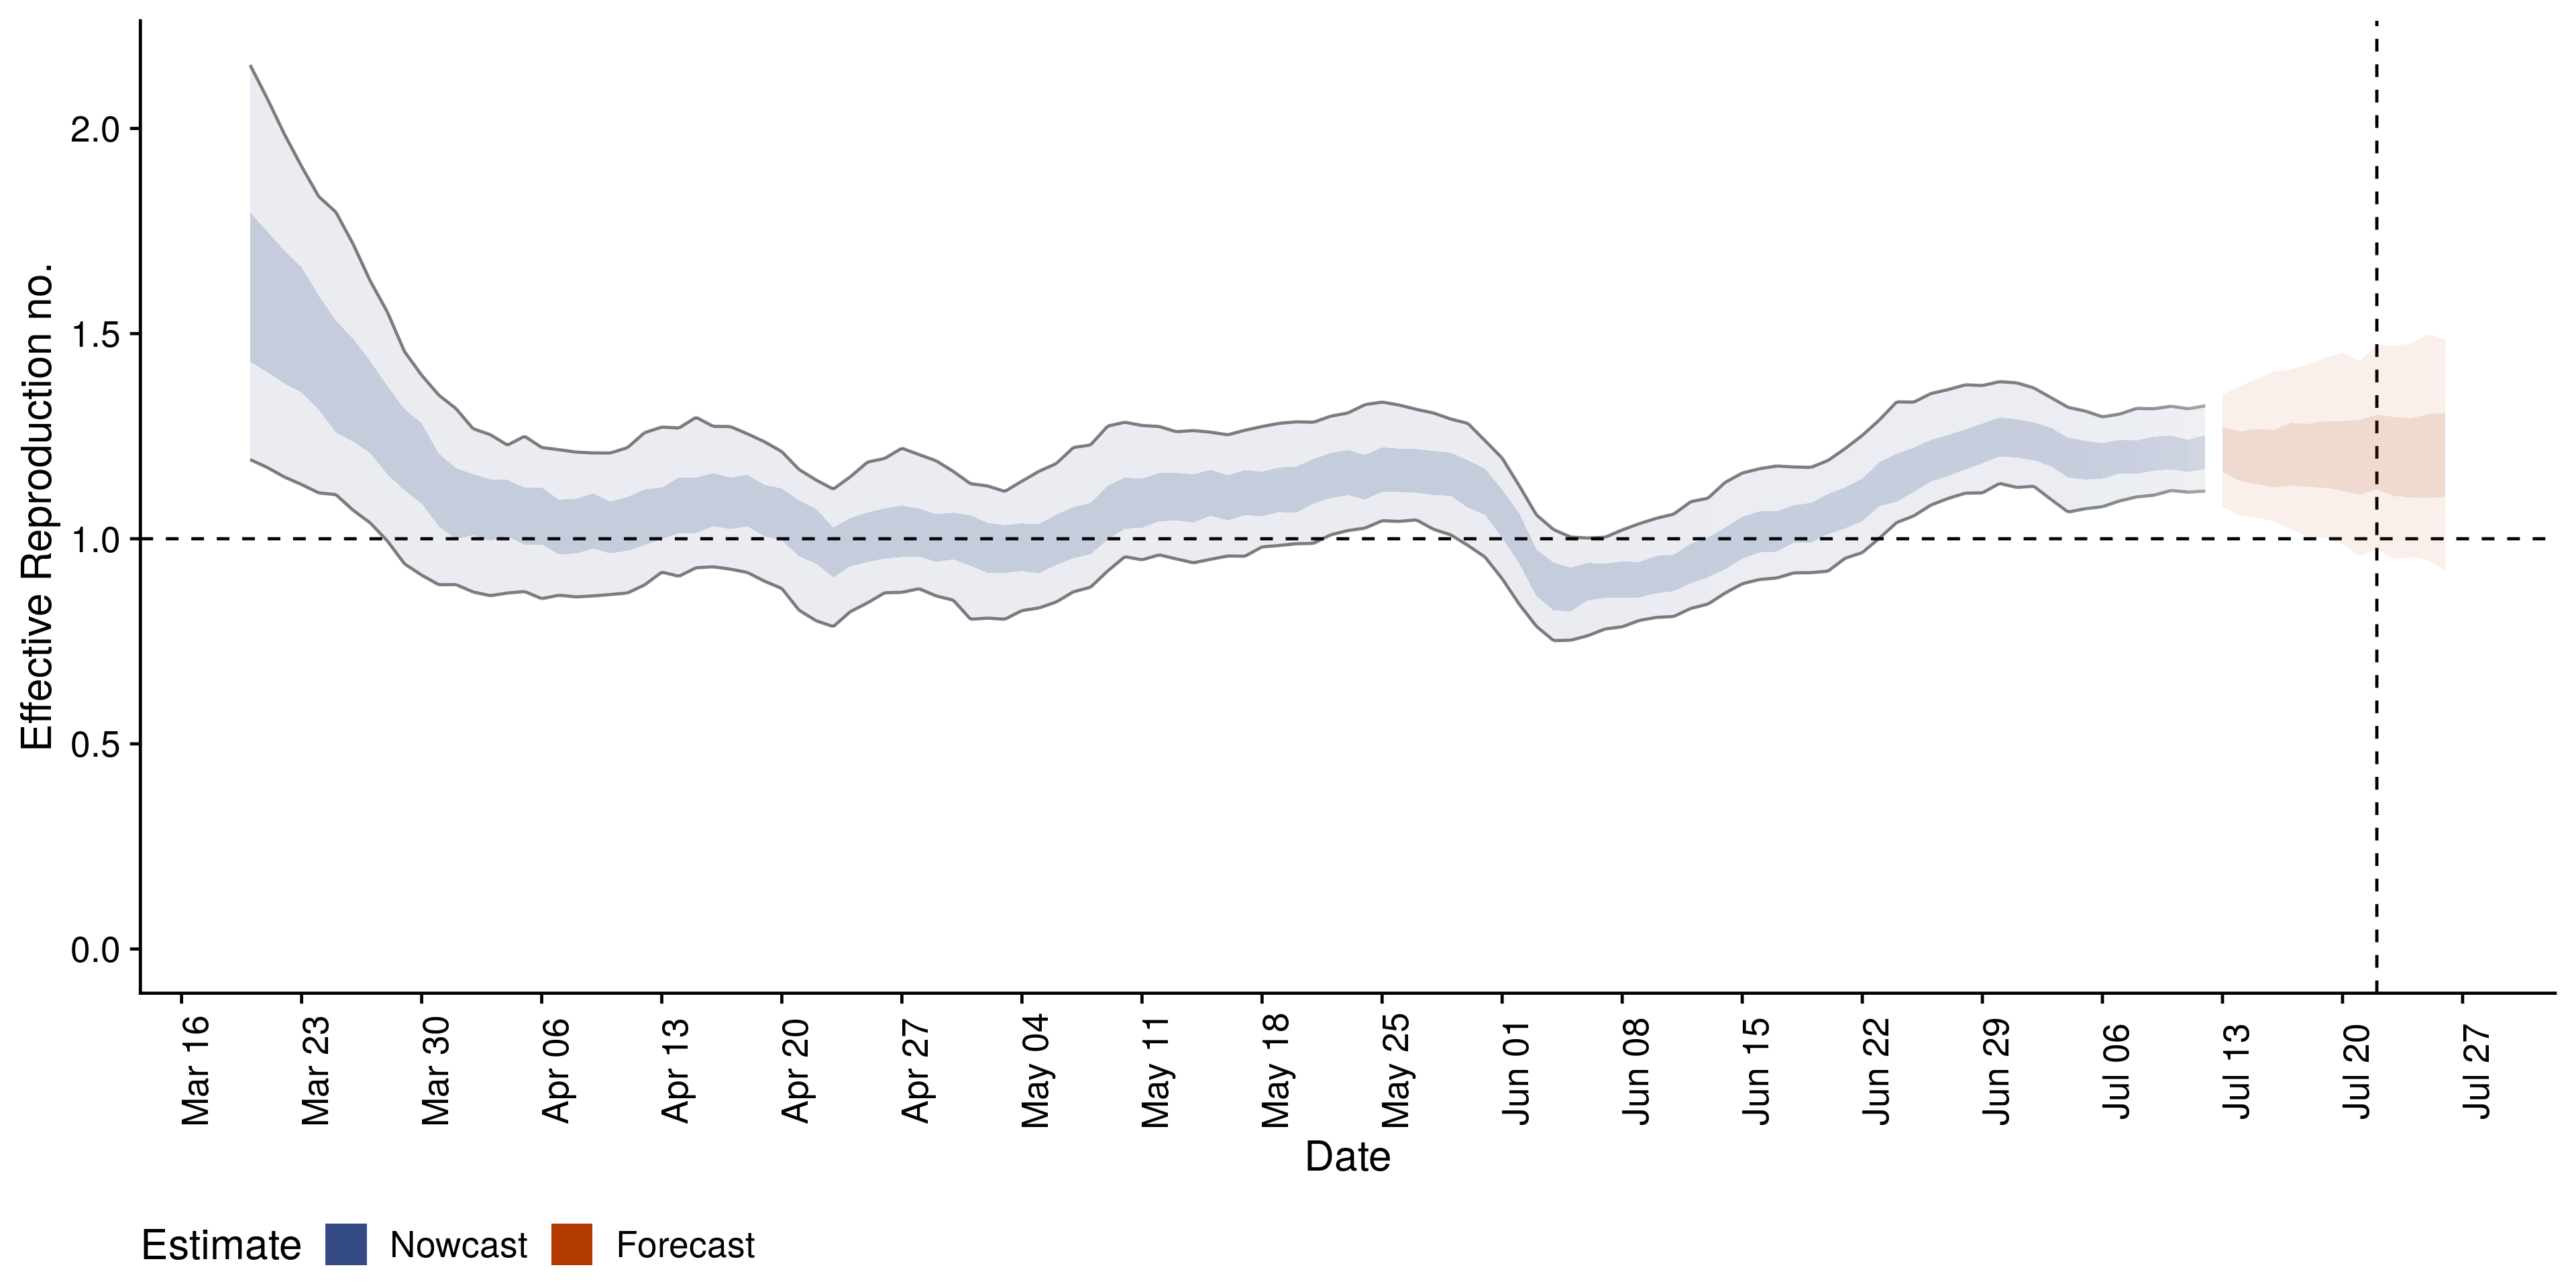 Effective Reproduction no.
2.0
1.5
1.0
0.5
0.0
Mar 16
Mar 23
Mar 30
Apr 06
Apr 13
Apr 20
Apr 27
May 04
May 11
May 18
May 25
Jun 01
Jun 08
Jun 15
Jun 22
Jun 29
Jul 06
Jul 13
Jul 20
Jul 27
Date
Estimate Nowcast Forecast